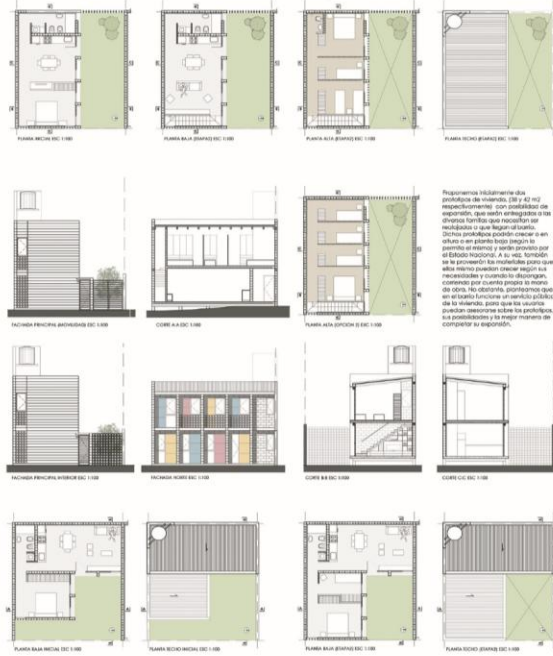 PLANTA INICIAL ESC 1:100
PLANTA BAJA (ETAPA2) ESC 1:100
PLANTA ALTA (ETAPA2) ESC 1:100
PLANTA TECHO (ETAPA2) ESC 1:100
Proponemos inicialmente dos
prototipos de vivienda, (38 y 42 m2
respectivamente) con posibilidad de
expansión, que serán entregados a las
diversas familias que necesitan ser
realojadas o que llegan al barrio.
Dichos prototipos podrán crecer o en
altura o en planta baja (según lo
permita el mismo) y serán provisto por
el Estado Nacional. A su vez, también
se le proveerán los materiales para que
ellos mismo puedan crecer según sus
necesidades y cuando lo dispongan,
corriendo por cuenta propia la mano
de obra. No obstante, planteamos que
en el barrio funcione un servicio público
de la vivienda, para que los usuarios
puedan asesorarse sobre los prototipos,
sus posibilidades y la mejor manera de
completar su expansión.
FACHADA PRINCIPAL (MOVILIDAD) ESC 1:100
CORTE A-A ESC 1:100
PLANTA ALTA (OPCION 2) ESC 1:100
FACHADA PRINCIPAL INTERIOR ESC 1:100
FACHADA NORTE ESC 1:100
CORTE B-B ESC 1:100
CORTE C-C ESC 1:100
PLANTA BAJA INICIAL ESC 1:100
PLANTA TECHO INICIAL ESC 1:100
PLANTA BAJA (ETAPA2) ESC 1:100
PLANTA TECHO (ETAPA2) ESC 1:100